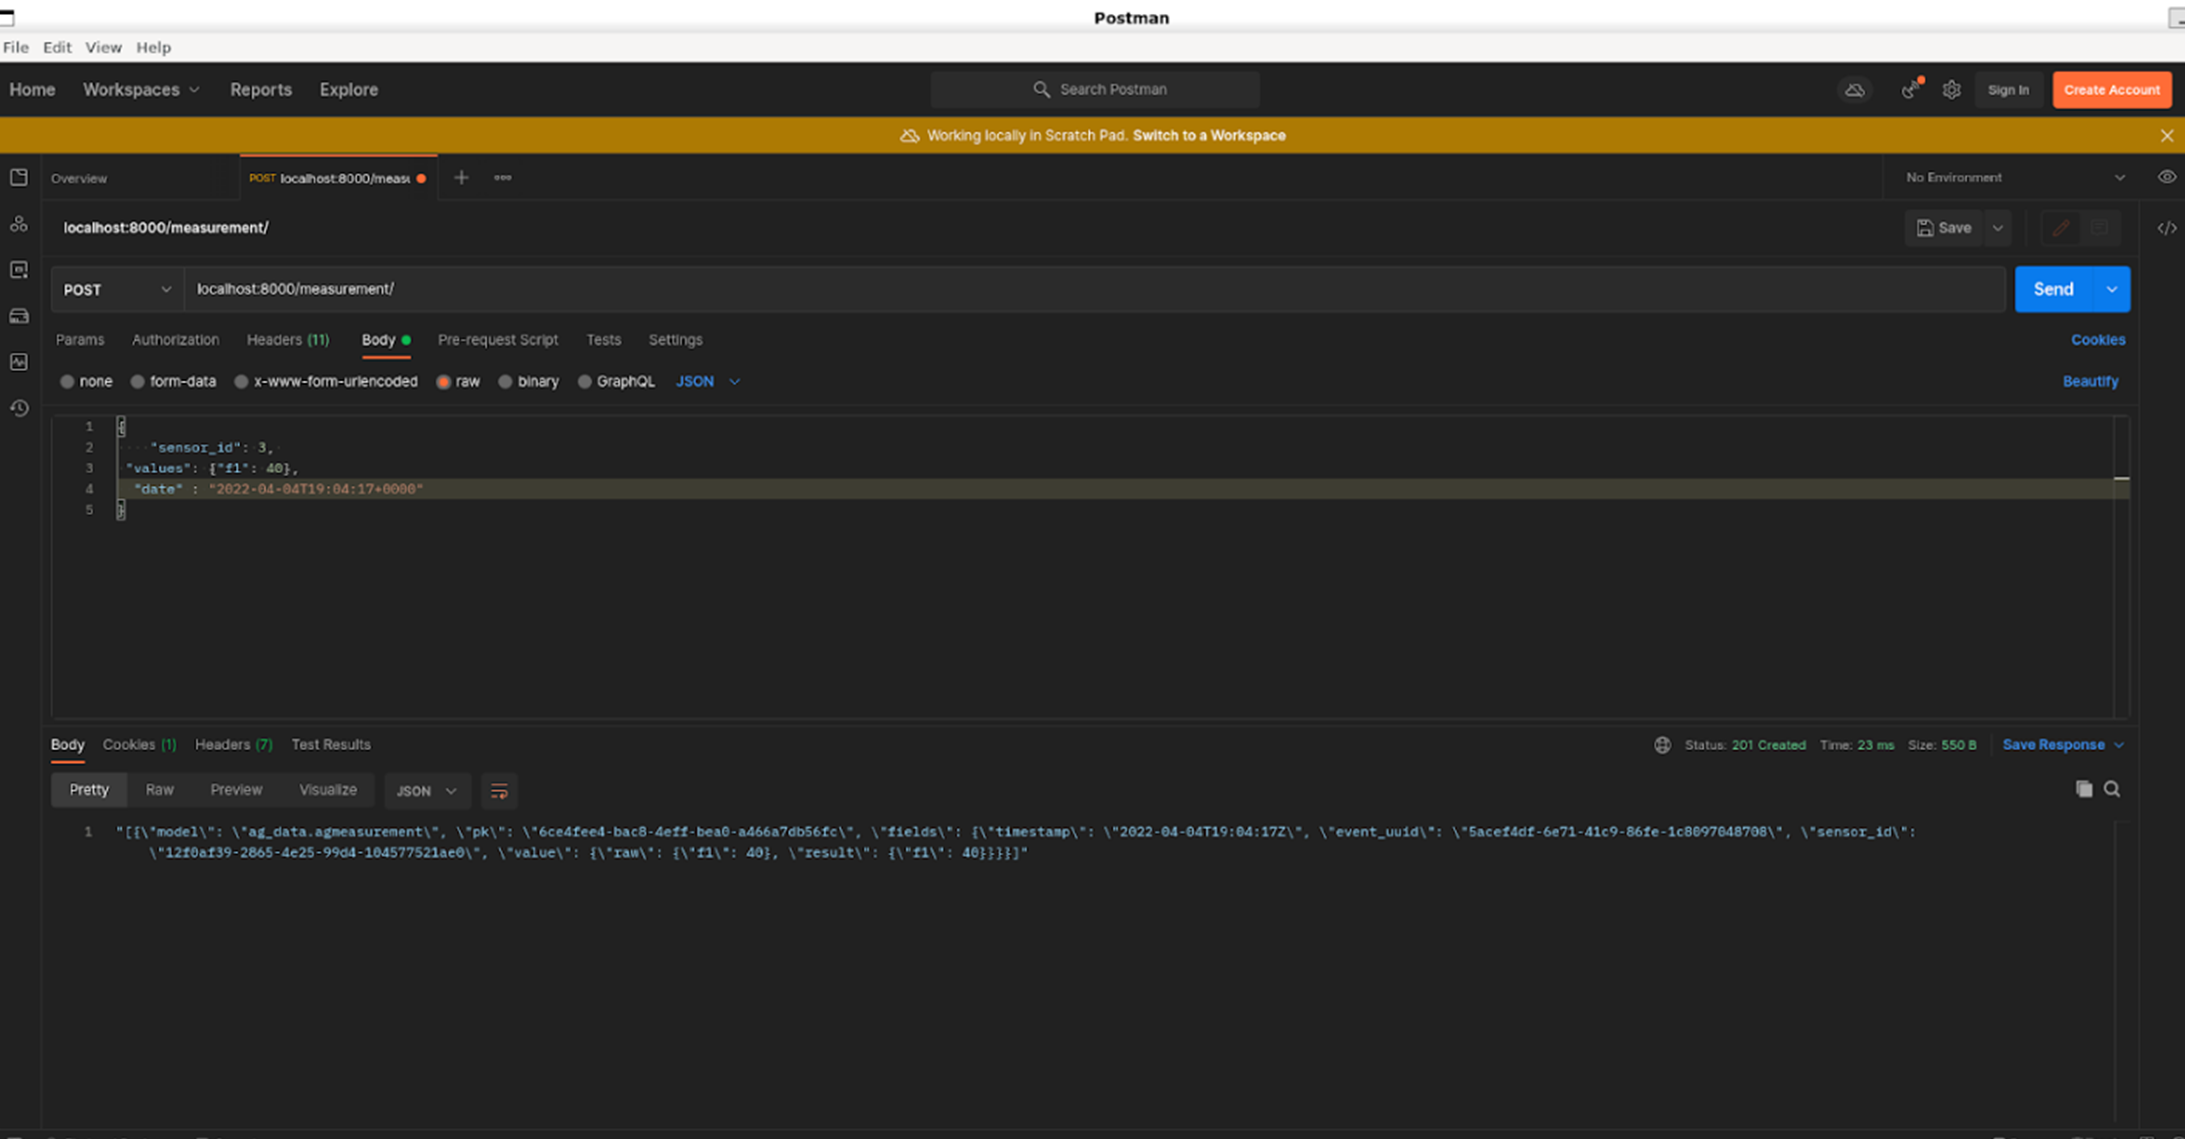 Postman
File Edit View Help
Home Workspaces Reports Explore Search Postman Sign In Create Account
Working locally in Scratch Pad. Switch to a Workspace
Overview POST localhost:8000/measu No Environment
localhost:8000/measurement/ Save
POST localhost:8000/measurement/ Send
Params Authorization Headers (11) Body Pre-request Script Tests Settings Cookies
none form-data x-www-form-urlencoded raw binary GraphQL JSON Beautify
1 {
2 "sensor_id": 3,
3 "values": {"f1": 40},
4 "date" : "2022-04-04T19:04:17+0000"
5 }
Body Cookies (1) Headers (7) Test Results Status: 201 Created Time: 23 ms Size: 550 B Save Response
Pretty Raw Preview Visualize JSON
1 "[{\"model\": \"ag_data.agmeasurement\", \"pk\": \"6ce4fee4-bac8-4eff-bea0-a466a7db56fc\", \"fields\": {\"timestamp\": \"2022-04-04T19:04:17Z\", \"event_uuid\": \"5acef4df-6e71-41c9-86fe-1c8097048708\", \"sensor_id\":
\"12f0af39-2865-4e25-99d4-104577521ae0\", \"value\": {\"raw\": {\"f1\": 40}, \"result\": {\"f1\": 40}}}}]"